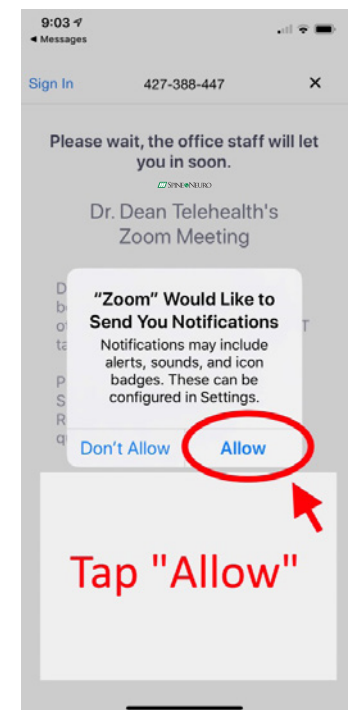 9:03
Messages
Sign In 427-388-447 ×
Please wait, the office staff will let
you in soon.
SPINE NEURO
Dr. Dean Telehealth's
Zoom Meeting
"Zoom" Would Like to
Send You Notifications
Notifications may include
alerts, sounds, and icon
badges. These can be
configured in Settings.
Don't Allow Allow
Tap "Allow"